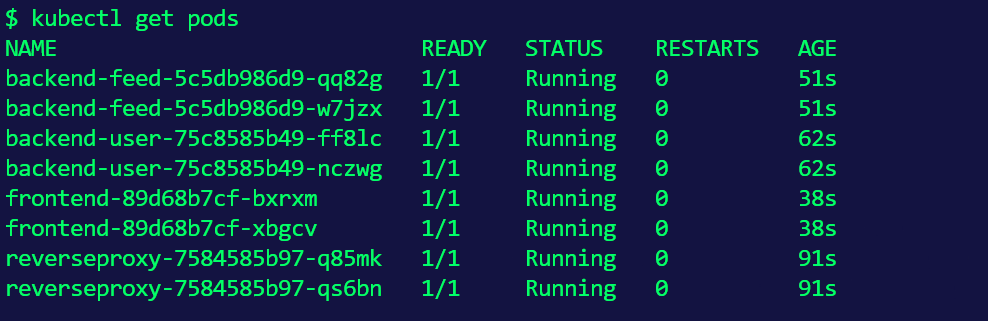 $ kubectl get pods
NAME READY STATUS RESTARTS AGE
backend-feed-5c5db986d9-qq82g 1/1 Running 0 51s
backend-feed-5c5db986d9-w7jzx 1/1 Running 0 51s
backend-user-75c8585b49-ff8lc 1/1 Running 0 62s
backend-user-75c8585b49-nczwg 1/1 Running 0 62s
frontend-89d68b7cf-bxrxm 1/1 Running 0 38s
frontend-89d68b7cf-xbgcv 1/1 Running 0 38s
reverseproxy-7584585b97-q85mk 1/1 Running 0 91s
reverseproxy-7584585b97-qs6bn 1/1 Running 0 91s